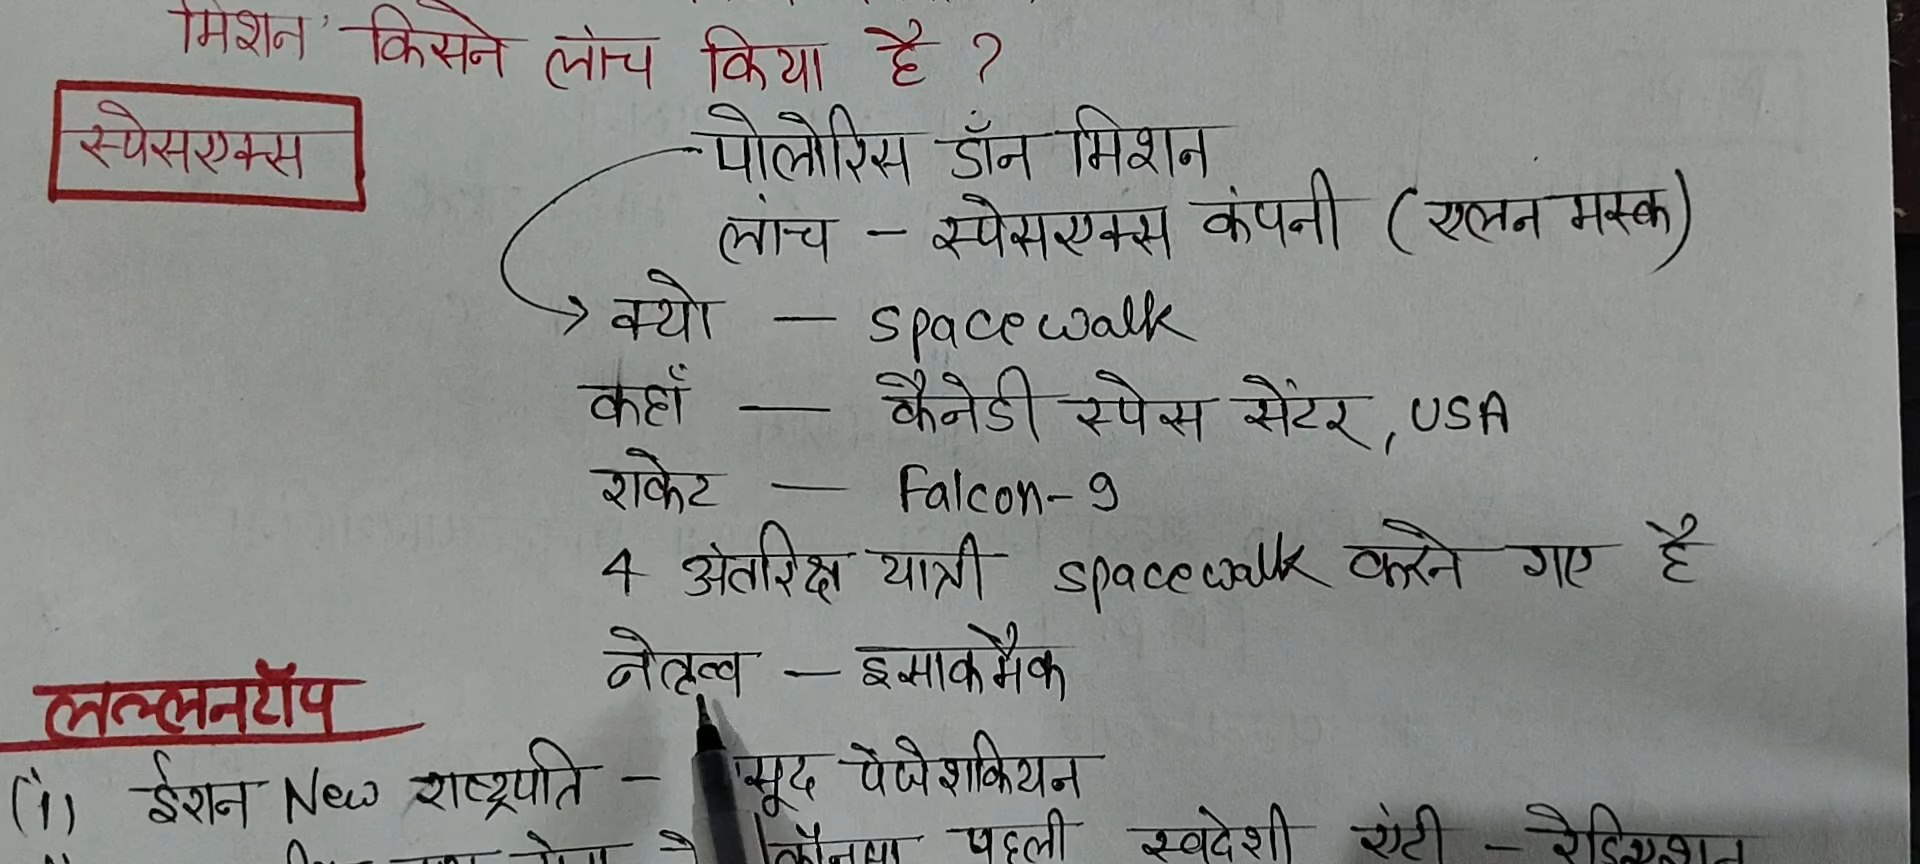 मिशन' किसने लांच किया है ?
स्पेसएक्स
पोलोरिस डॉन मिशन
लांच - स्पेसएक्स कंपनी (एलन मस्क)
क्यो - spacewalk
कहाँ - कैनेडी स्पेस सेंटर, USA
राकेट - Falcon-9
4 अंतरिक्ष यात्री spacewalk करने गए है
नेतृत्व - इसाकमैक
लल्लनटॉप
(i) ईरान New राष्ट्रपति - सूद पेजेशकियन
पहली स्वदेशी एंटी - रेडिएशन